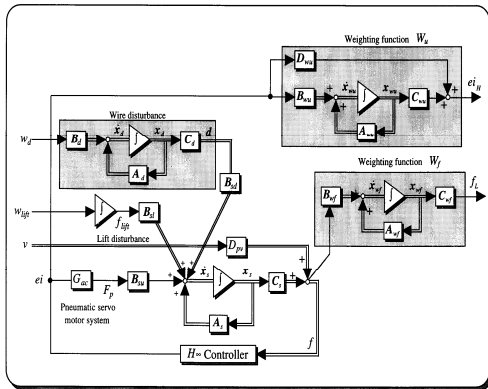 Weighting function W_u
D_wu
B_wu
ẋ_wu
x_wu
C_wu
ei_H
∫
A_wu
+
+
+
+
Wire disturbance
w_d
B_d
ẋ_d
x_d
C_d
d
∫
A_d
B_sd
Weighting function W_f
B_wf
ẋ_wf
x_wf
C_wf
f_L
∫
A_wf
+
+
w_lift
∫
f_lift
B_sl
v
Lift disturbance
D_pv
ei
G_ac
F_p
B_su
ẋ_s
x_s
C_s
∫
A_s
+
+
+
+
+
+
Pneumatic servo
motor system
f
H∞ Controller